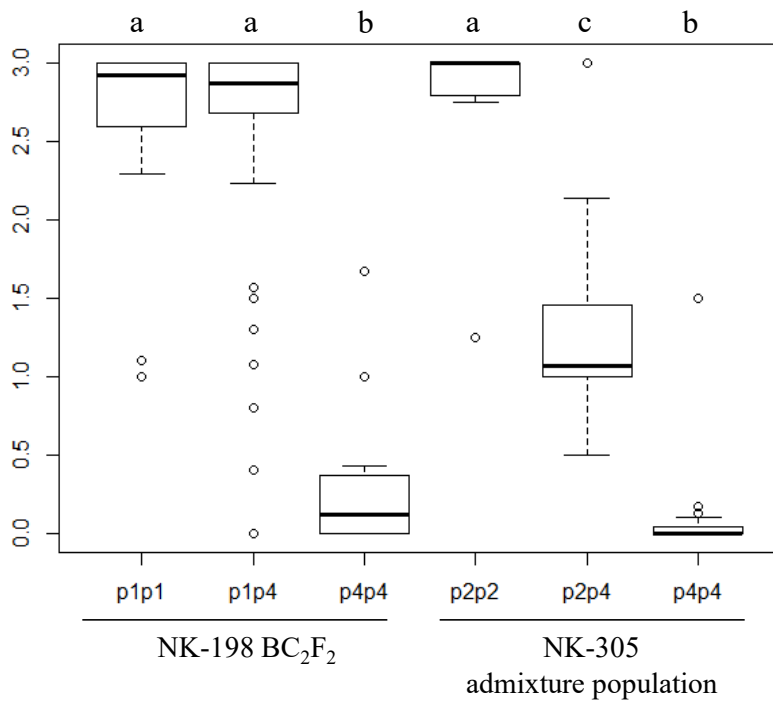 a a b a c b
3.0
2.5
2.0
1.5
1.0
0.5
0.0
p1p1 p1p4 p4p4 p2p2 p2p4 p4p4
NK-198 BC₂F₂ NK-305
admixture population